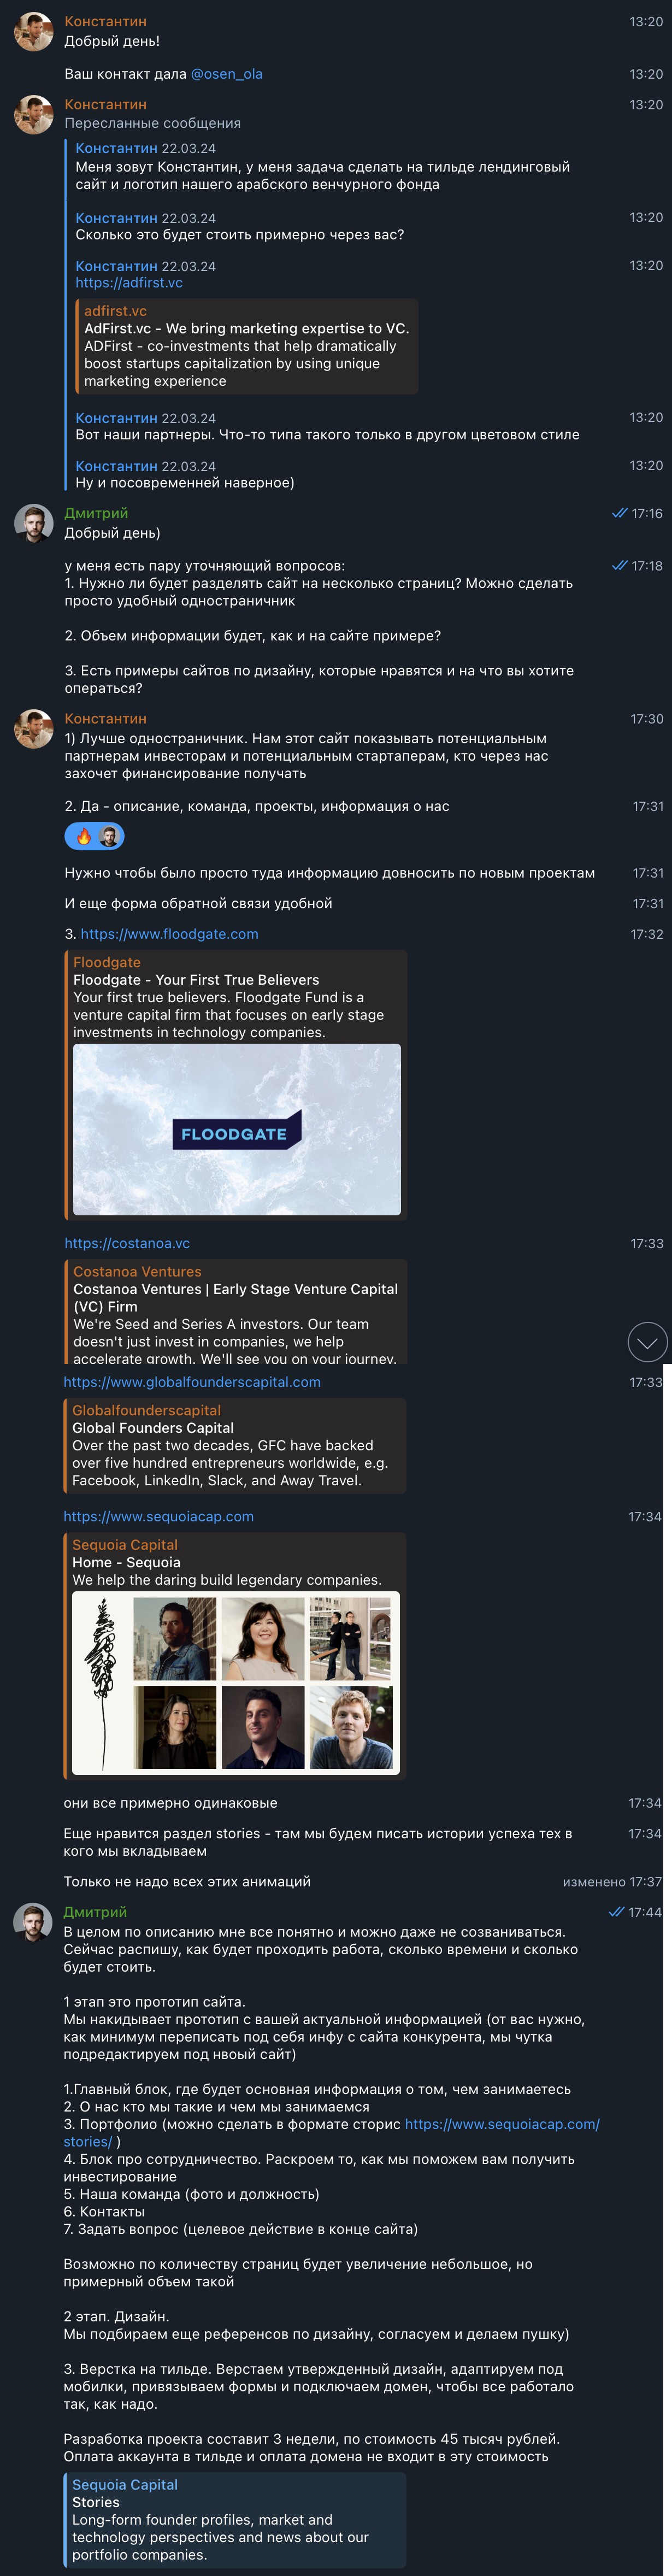 Константин 13:20
Добрый день!
Ваш контакт дала @osen_ola 13:20
Константин 13:20
Пересланные сообщения
Константин 22.03.24
Меня зовут Константин, у меня задача сделать на тильде лендинговый
сайт и логотип нашего арабского венчурного фонда
Константин 22.03.24 13:20
Сколько это будет стоить примерно через вас?
Константин 22.03.24 13:20
https://adfirst.vc
adfirst.vc
AdFirst.vc - We bring marketing expertise to VC.
ADFirst - co-investments that help dramatically
boost startups capitalization by using unique
marketing experience
Константин 22.03.24 13:20
Вот наши партнеры. Что-то типа такого только в другом цветовом стиле
Константин 22.03.24 13:20
Ну и посовременней наверное)
Дмитрий 17:16
Добрый день)
у меня есть пару уточняющий вопросов: 17:18
1. Нужно ли будет разделять сайт на несколько страниц? Можно сделать
просто удобный одностраничник
2. Объем информации будет, как и на сайте примере?
3. Есть примеры сайтов по дизайну, которые нравятся и на что вы хотите
операться?
Константин 17:30
1) Лучше одностраничник. Нам этот сайт показывать потенциальным
партнерам инвесторам и потенциальным стартаперам, кто через нас
захочет финансирование получать
2. Да - описание, команда, проекты, информация о нас 17:31
Нужно чтобы было просто туда информацию довносить по новым проектам 17:31
И еще форма обратной связи удобной 17:31
3. https://www.floodgate.com 17:32
Floodgate
Floodgate - Your First True Believers
Your first true believers. Floodgate Fund is a
venture capital firm that focuses on early stage
investments in technology companies.
FLOODGATE
https://costanoa.vc 17:33
Costanoa Ventures
Costanoa Ventures | Early Stage Venture Capital
(VC) Firm
We're Seed and Series A investors. Our team
doesn't just invest in companies, we help
accelerate growth. We'll see you on your journey.
https://www.globalfounderscapital.com 17:33
Globalfounderscapital
Global Founders Capital
Over the past two decades, GFC have backed
over five hundred entrepreneurs worldwide, e.g.
Facebook, LinkedIn, Slack, and Away Travel.
https://www.sequoiacap.com 17:34
Sequoia Capital
Home - Sequoia
We help the daring build legendary companies.
они все примерно одинаковые 17:34
Еще нравится раздел stories - там мы будем писать истории успеха тех в 17:34
кого мы вкладываем
Только не надо всех этих анимаций изменено 17:37
Дмитрий 17:44
В целом по описанию мне все понятно и можно даже не созваниваться.
Сейчас распишу, как будет проходить работа, сколько времени и сколько
будет стоить.
1 этап это прототип сайта.
Мы накидывает прототип с вашей актуальной информацией (от вас нужно,
как минимум переписать под себя инфу с сайта конкурента, мы чутка
подредактируем под нвоый сайт)
1.Главный блок, где будет основная информация о том, чем занимаетесь
2. О нас кто мы такие и чем мы занимаемся
3. Портфолио (можно сделать в формате сторис https://www.sequoiacap.com/
stories/ )
4. Блок про сотрудничество. Раскроем то, как мы поможем вам получить
инвестирование
5. Наша команда (фото и должность)
6. Контакты
7. Задать вопрос (целевое действие в конце сайта)
Возможно по количеству страниц будет увеличение небольшое, но
примерный объем такой
2 этап. Дизайн.
Мы подбираем еще референсов по дизайну, согласуем и делаем пушку)
3. Верстка на тильде. Верстаем утвержденный дизайн, адаптируем под
мобилки, привязываем формы и подключаем домен, чтобы все работало
так, как надо.
Разработка проекта составит 3 недели, по стоимость 45 тысяч рублей.
Оплата аккаунта в тильде и оплата домена не входит в эту стоимость
Sequoia Capital
Stories
Long-form founder profiles, market and
technology perspectives and news about our
portfolio companies.